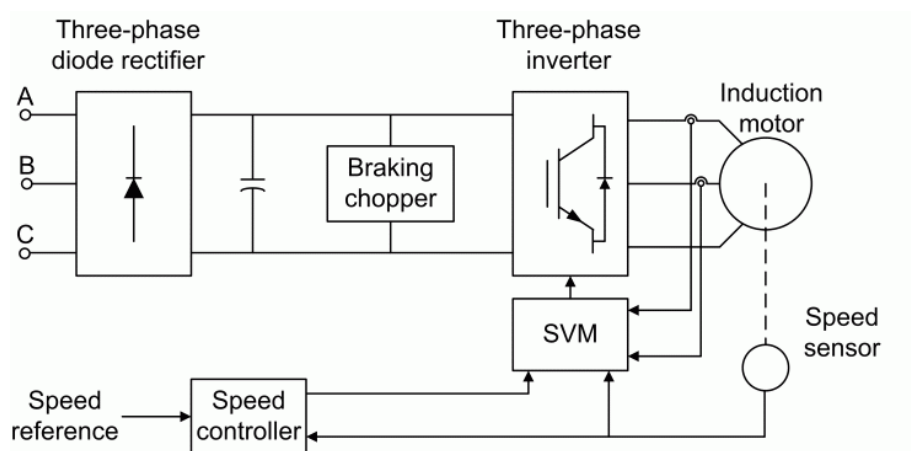 Three-phase
diode rectifier
Three-phase
inverter
A
B
C
Braking
chopper
Induction
motor
SVM
Speed
sensor
Speed
reference
Speed
controller